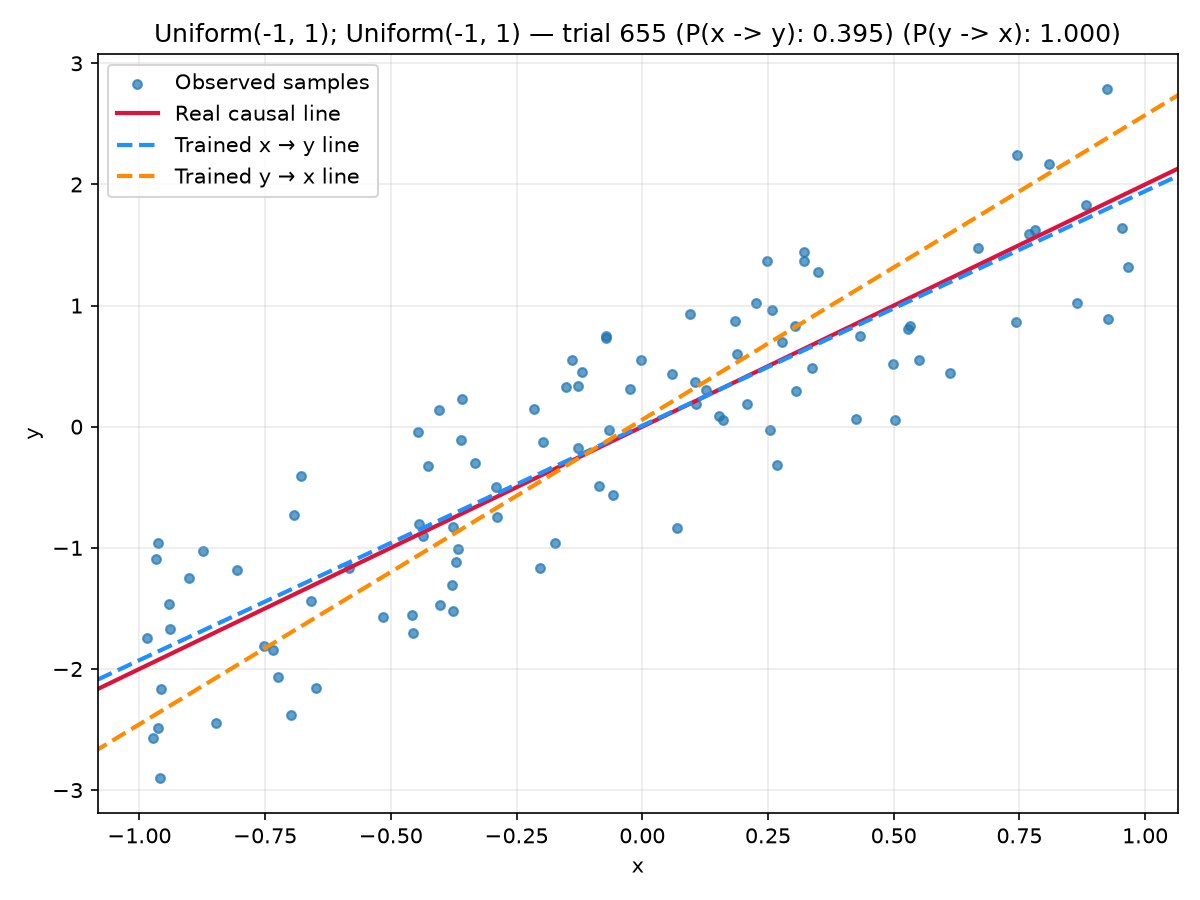 Uniform(-1, 1); Uniform(-1, 1) — trial 655 (P(x -> y): 0.395) (P(y -> x): 1.000)
Observed samples
Real causal line
Trained x → y line
Trained y → x line
3
2
1
0
−1
−2
−3
y
−1.00 −0.75 −0.50 −0.25 0.00 0.25 0.50 0.75 1.00
x